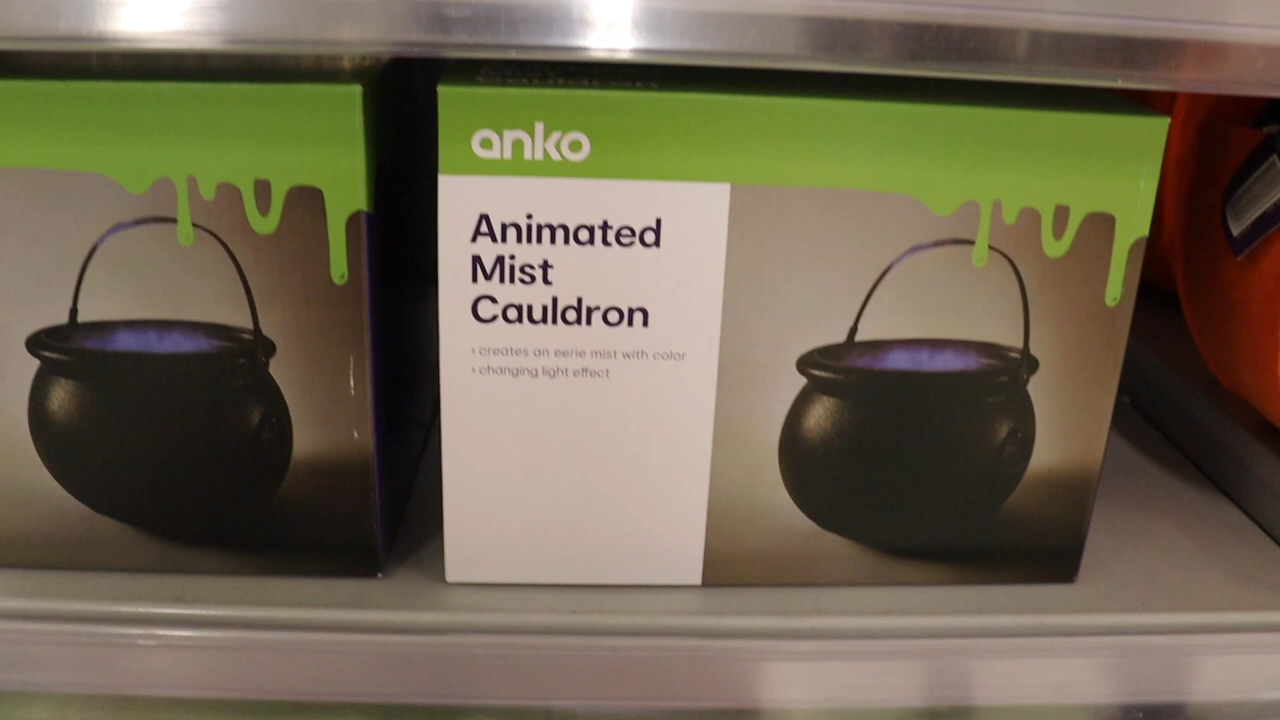 anko
Animated
Mist
Cauldron
› creates an eerie mist with color
› changing light effect